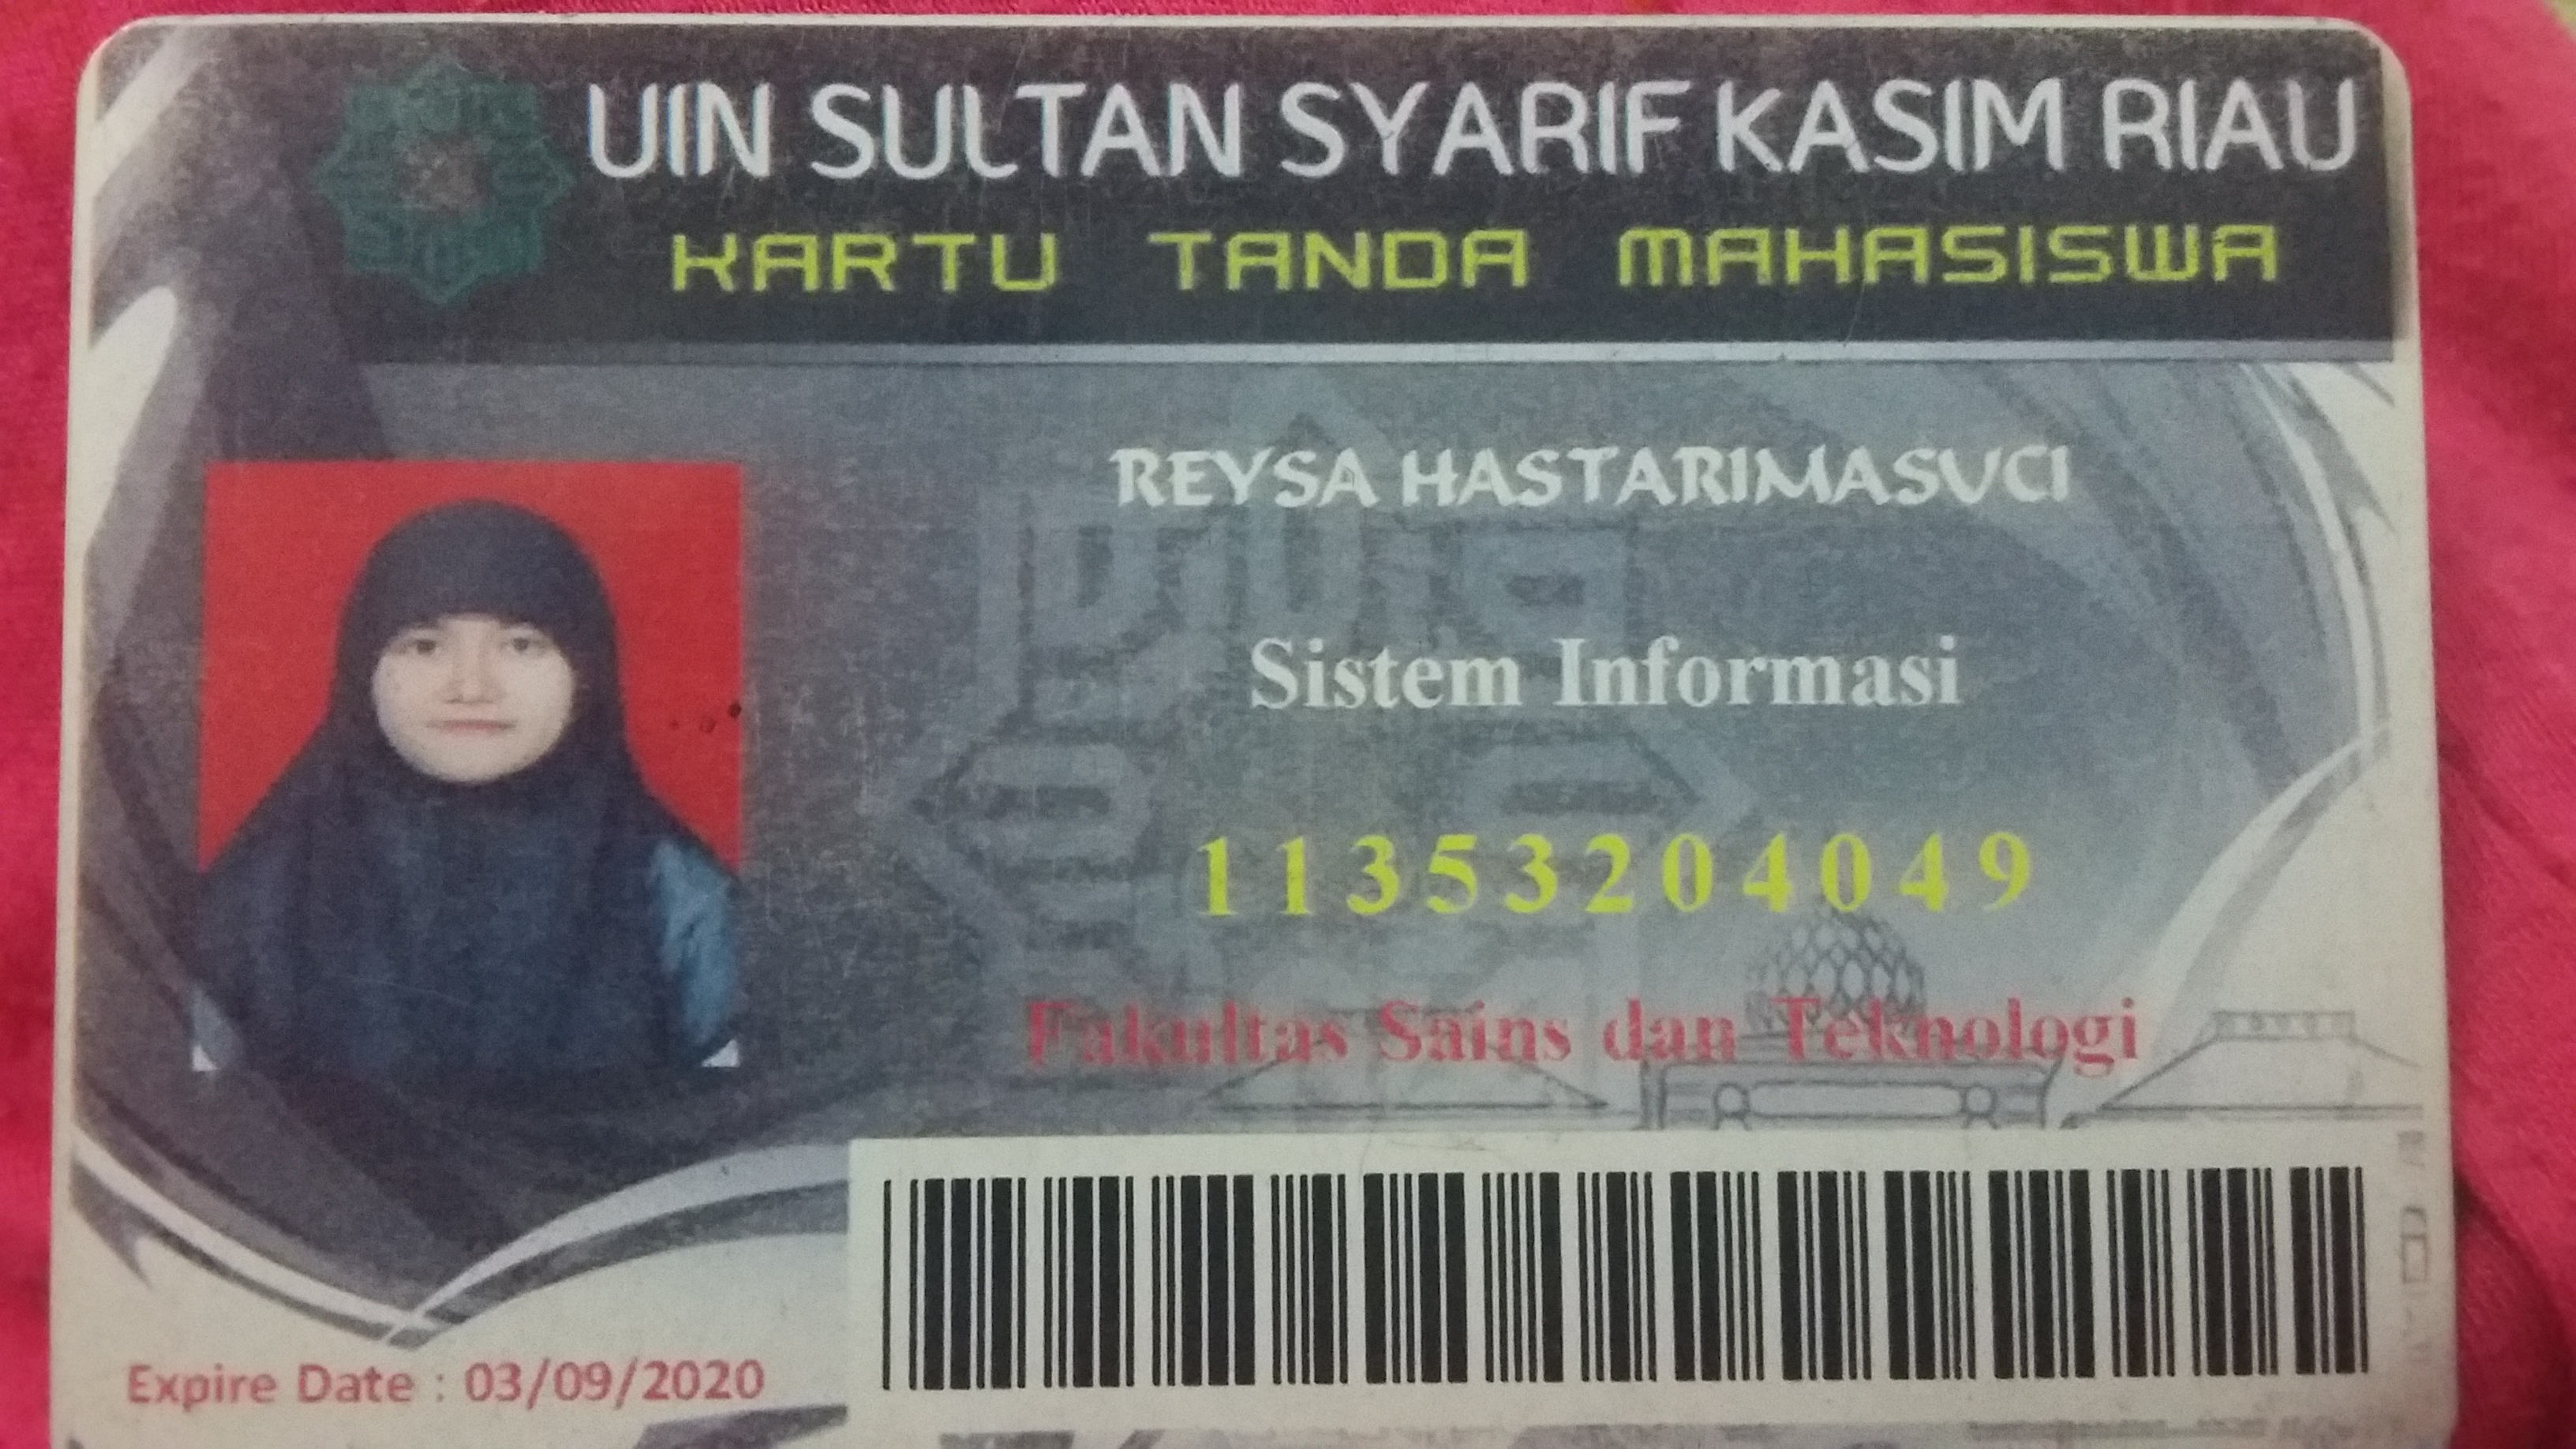 UIN SULTAN SYARIF KASIM RIAU
KARTU TANDA MAHASISWA
REYSA HASTARIMASUCI
Sistem Informasi
11353204049
Fakultas Sains dan Teknologi
Expire Date : 03/09/2020